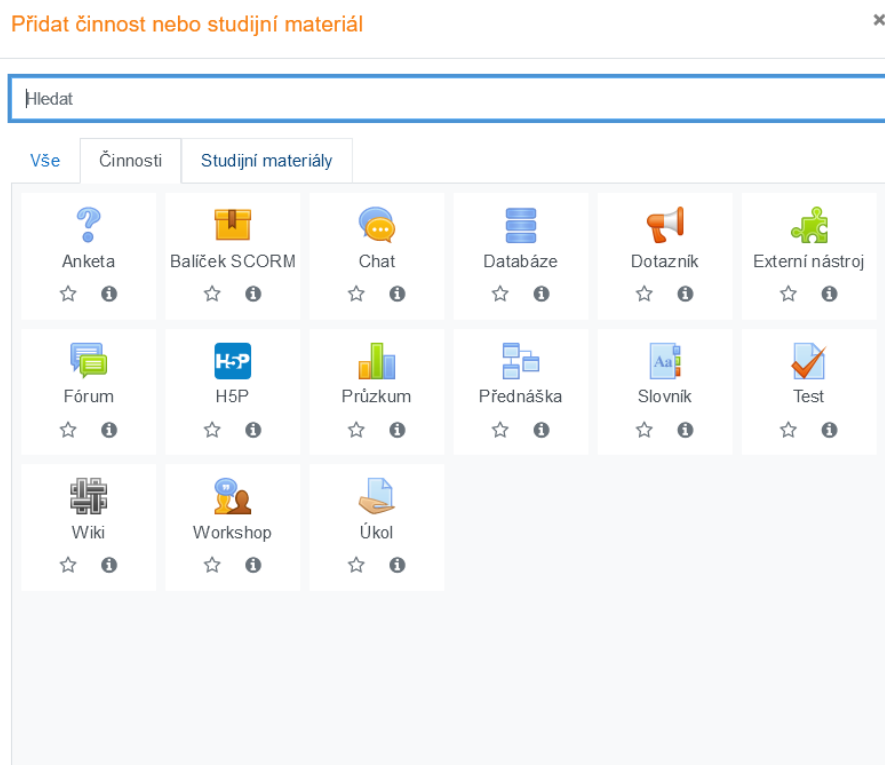 Přidat činnost nebo studijní materiál
Hledat
Vše Činnosti Studijní materiály
Anketa Balíček SCORM Chat Databáze Dotazník Externí nástroj
Fórum H5P Průzkum Přednáška Slovník Test
Wiki Workshop Úkol